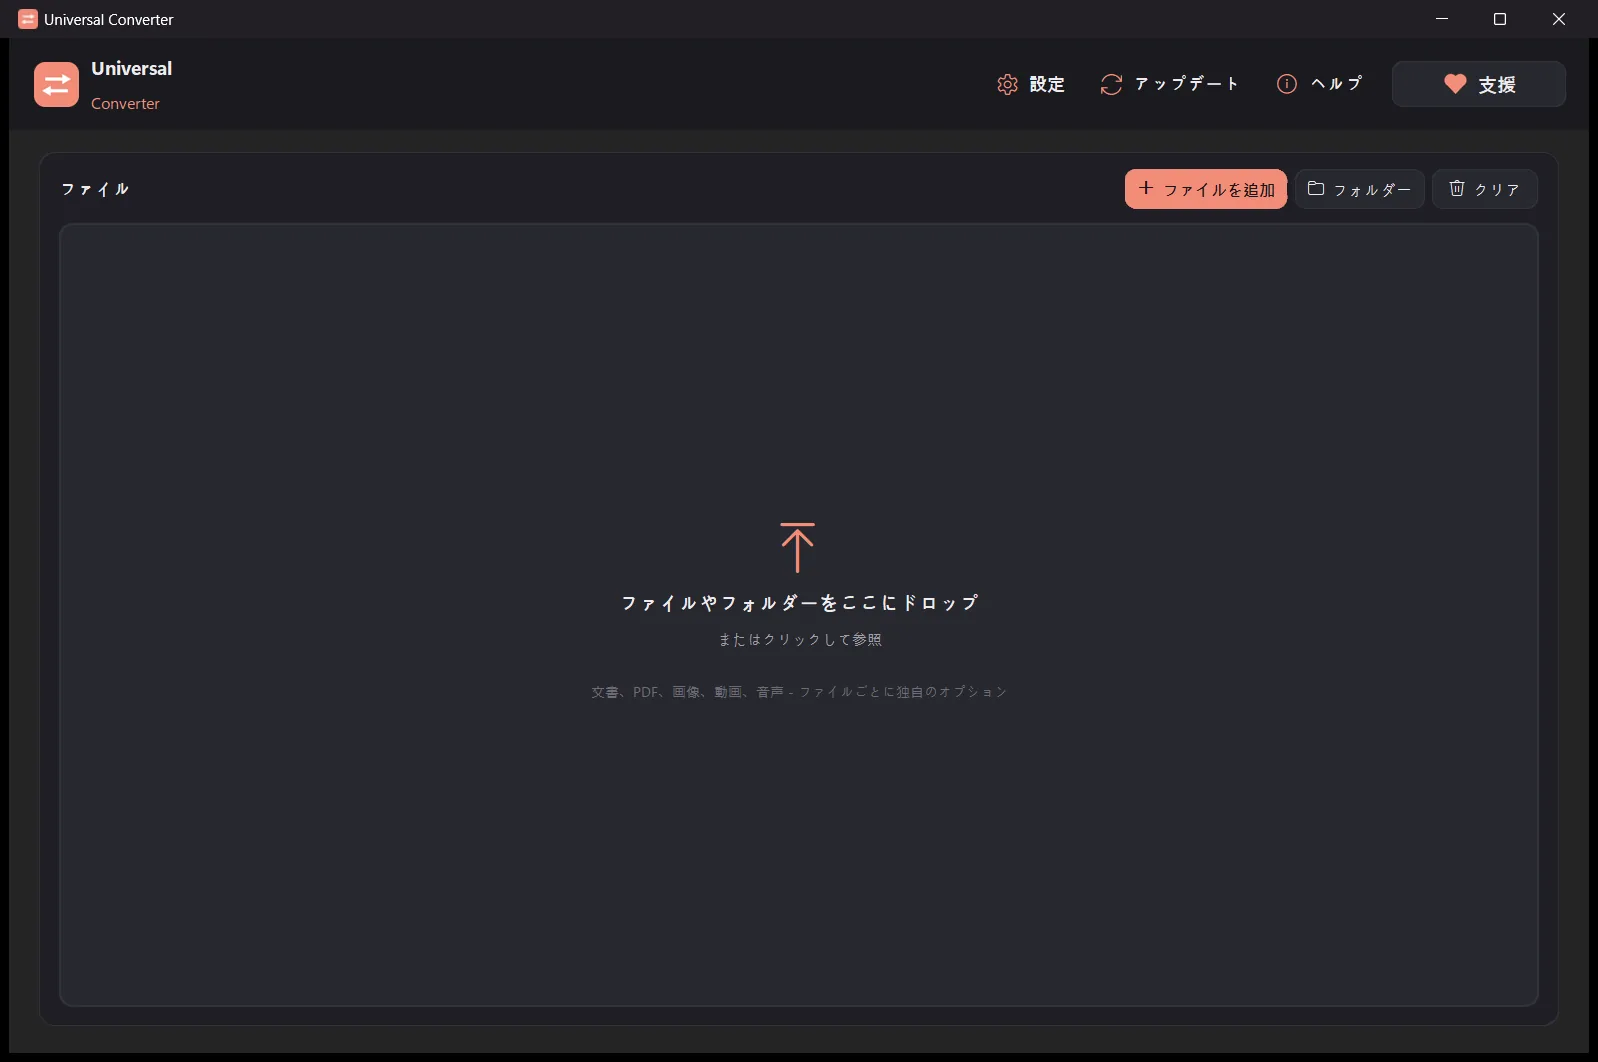 Universal Converter
Universal
Converter
設定
アップデート
ヘルプ
支援
ファイル
ファイルを追加
フォルダー
クリア
ファイルやフォルダーをここにドロップ
またはクリックして参照
文書、PDF、画像、動画、音声 - ファイルごとに独自のオプション